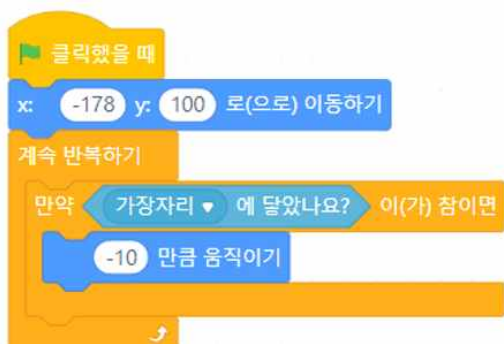 클릭했을 때
x: -178 y: 100 로(으로) 이동하기
계속 반복하기
만약 가장자리 에 닿았나요? 이(가) 참이면
-10 만큼 움직이기